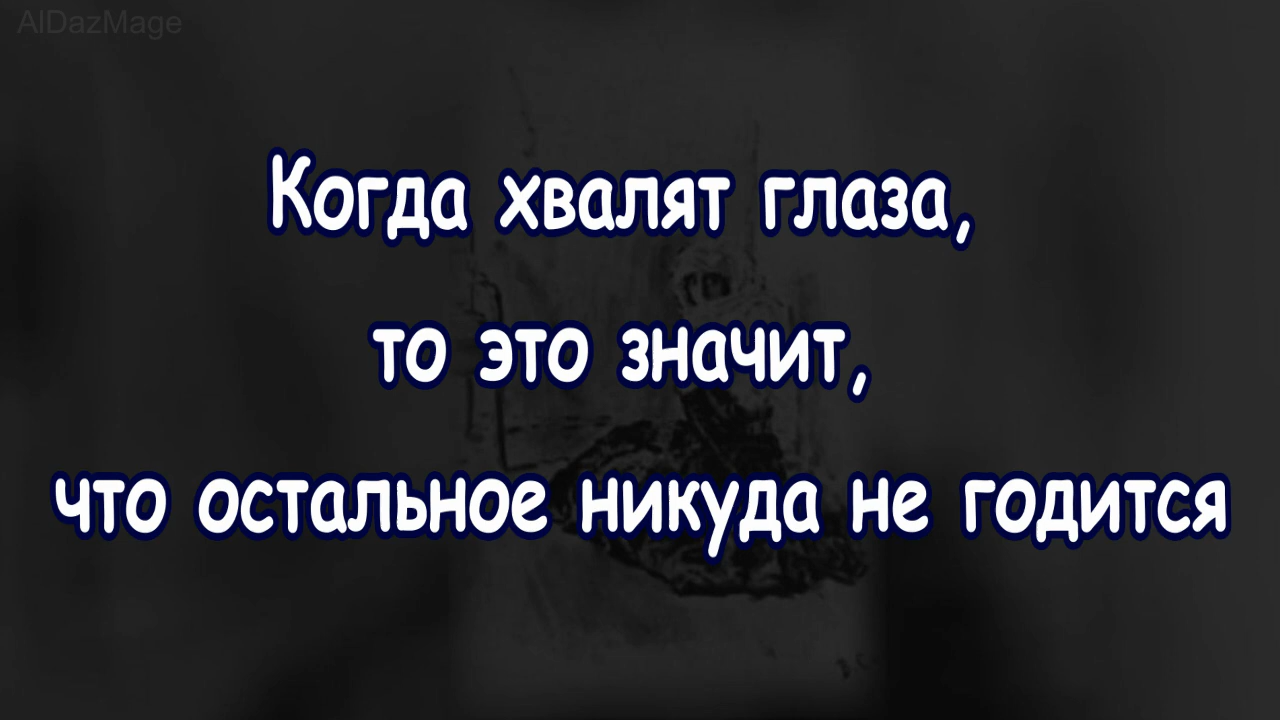 AlDazMage
Когда хвалят глаза,
то это значит,
что остальное никуда не годится